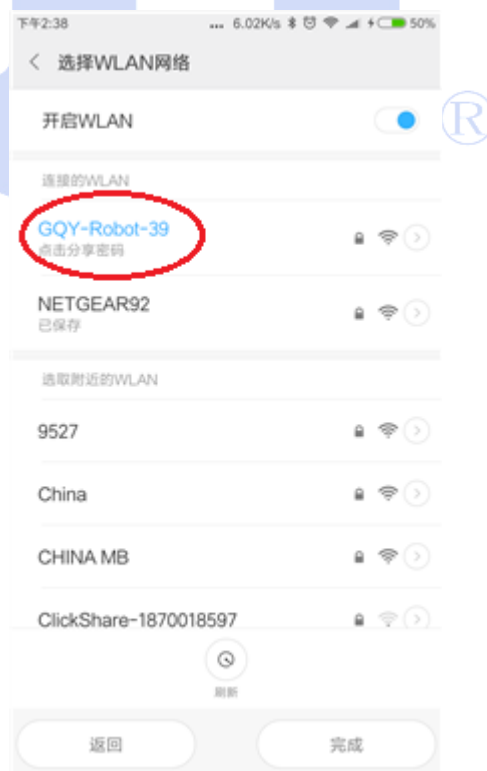 下午2:38 ... 6.02K/s 50%
选择WLAN网络
开启WLAN
R
连接的WLAN
GQY-Robot-39
点击分享密码
NETGEAR92
已保存
选取附近的WLAN
9527
China
CHINA MB
ClickShare-1870018597
刷新
返回 完成